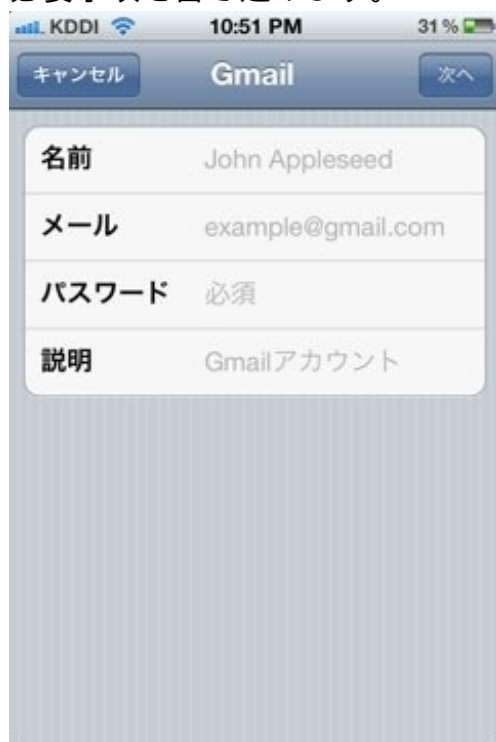 KDDI 10:51 PM 31%
キャンセル Gmail 次へ
名前 John Appleseed
メール example@gmail.com
パスワード 必須
説明 Gmailアカウント